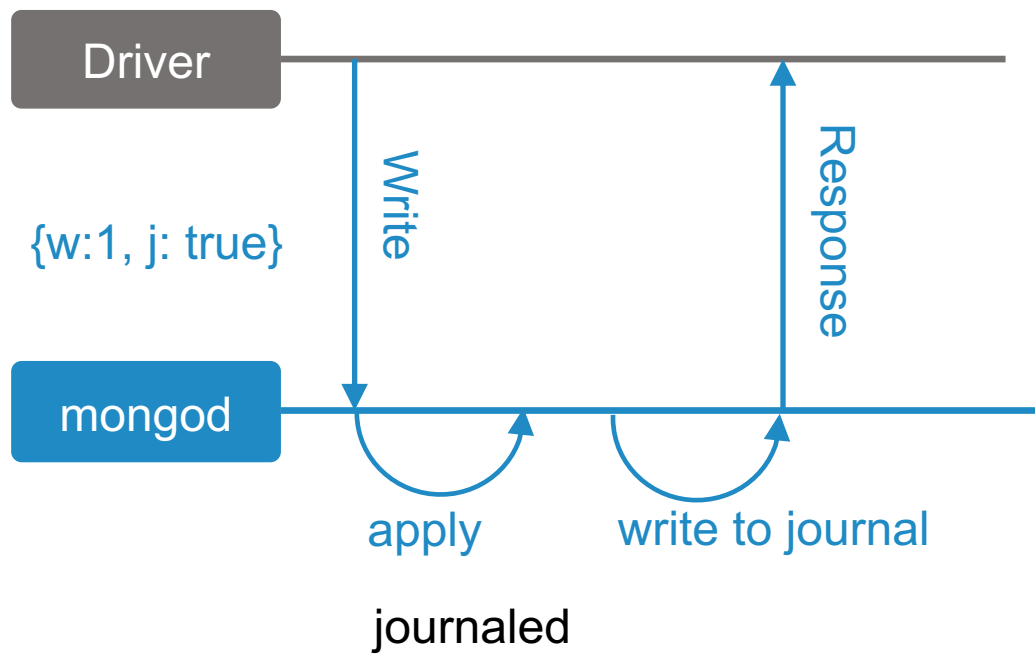 Driver
Write
Response
{w:1, j: true}
mongod
apply
write to journal
journaled